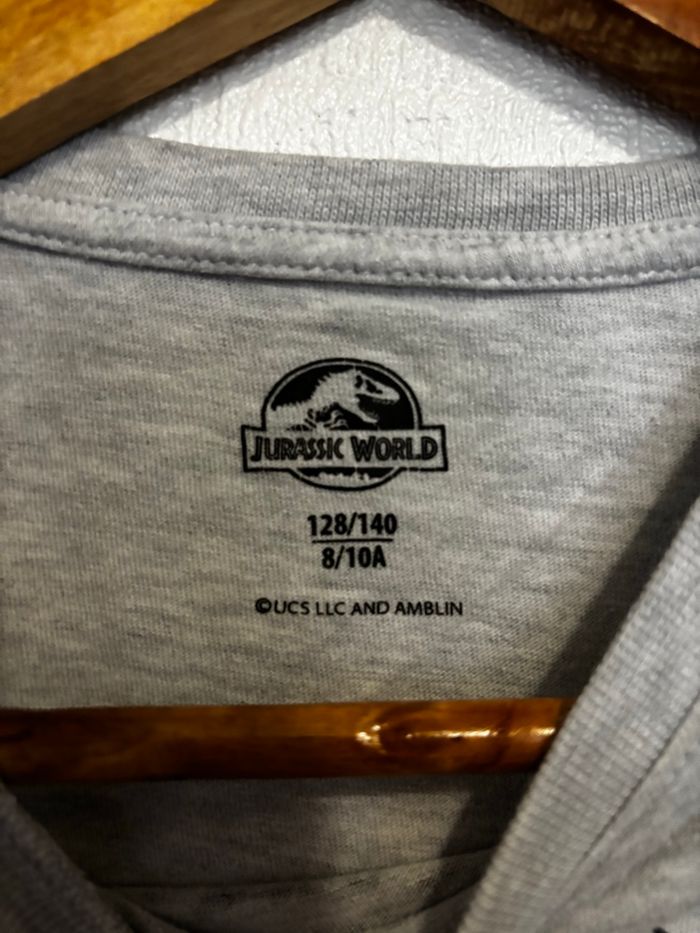 JURASSIC WORLD
128/140
8/10A
©UCS LLC AND AMBLIN